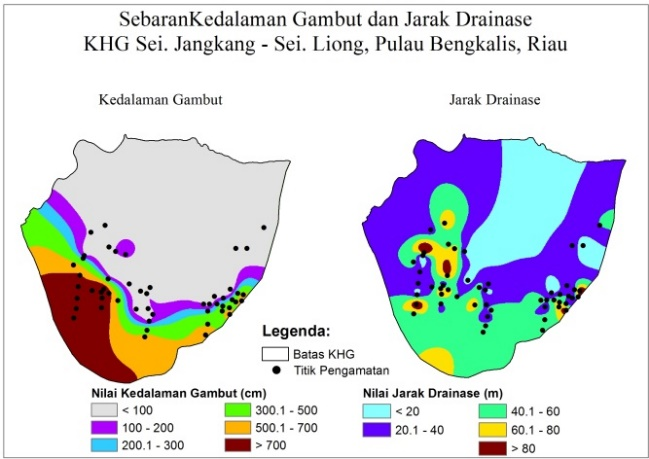 SebaranKedalaman Gambut dan Jarak Drainase
KHG Sei. Jangkang - Sei. Liong, Pulau Bengkalis, Riau
Kedalaman Gambut
Jarak Drainase
Legenda:
Batas KHG
Titik Pengamatan
Nilai Kedalaman Gambut (cm)
< 100
100 - 200
200.1 - 300
300.1 - 500
500.1 - 700
> 700
Nilai Jarak Drainase (m)
< 20
20.1 - 40
40.1 - 60
60.1 - 80
> 80